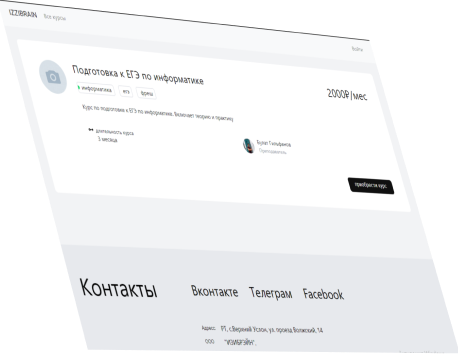 IZZIBRAIN Все курсы
Войти
Подготовка к ЕГЭ по информатике
2000₽/мес
информатика егэ фреш
Курс по подготовке к ЕГЭ по информатике. Включает теорию и практику
длительность курса
3 месяца
Булат Гильфанов
Преподаватель
приобрести курс
Контакты
Вконтакте Телеграм Facebook
Адрес: РТ, с.Верхний Услон, ул. проезд Волжский, 14
ООО "ИЗИБРЭЙН",